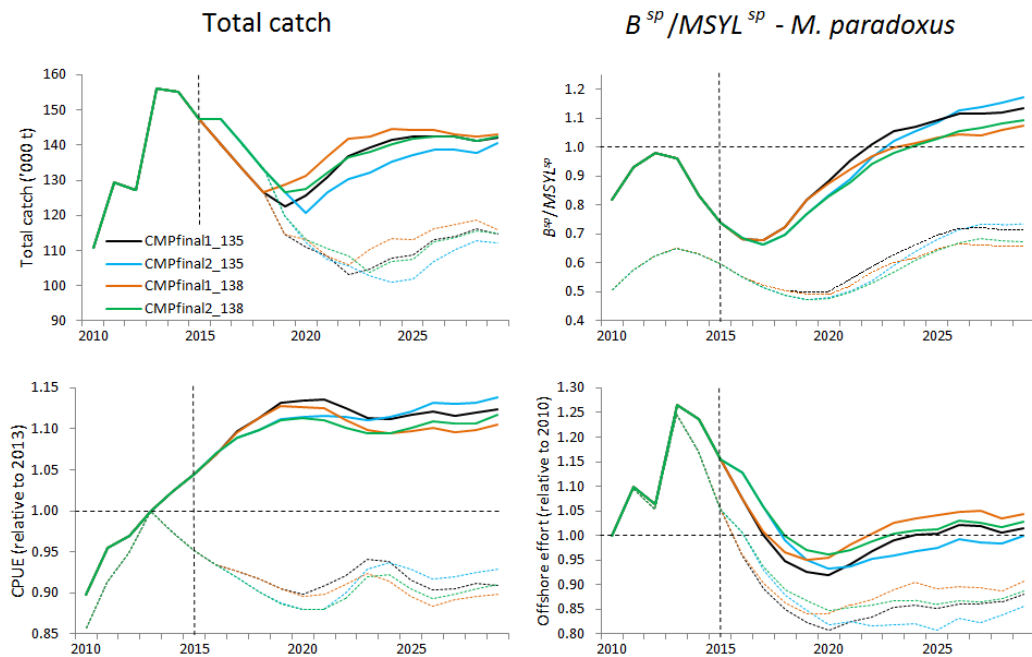 Total catch
B^sp/MSYL^sp - M. paradoxus
Total catch ('000 t)
160
150
140
130
120
110
100
90
CMPfinal1_135
CMPfinal2_135
CMPfinal1_138
CMPfinal2_138
2010 2015 2020 2025
B^sp/MSYL^sp
1.2
1.1
1.0
0.9
0.8
0.7
0.6
0.5
0.4
2010 2015 2020 2025
CPUE (relative to 2013)
1.15
1.10
1.05
1.00
0.95
0.90
0.85
2010 2015 2020 2025
Offshore effort (relative to 2010)
1.30
1.25
1.20
1.15
1.10
1.05
1.00
0.95
0.90
0.85
0.80
2010 2015 2020 2025